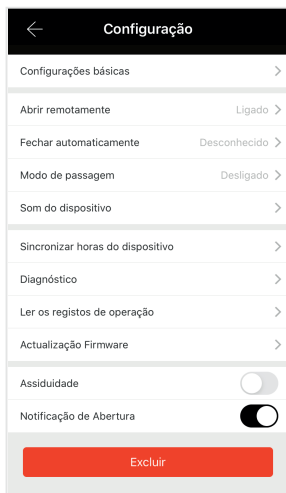 Configuração
Configurações básicas
Abrir remotamente Ligado
Fechar automaticamente Desconhecido
Modo de passagem Desligado
Som do dispositivo
Sincronizar horas do dispositivo
Diagnóstico
Ler os registos de operação
Actualização Firmware
Assiduidade
Notificação de Abertura
Excluir